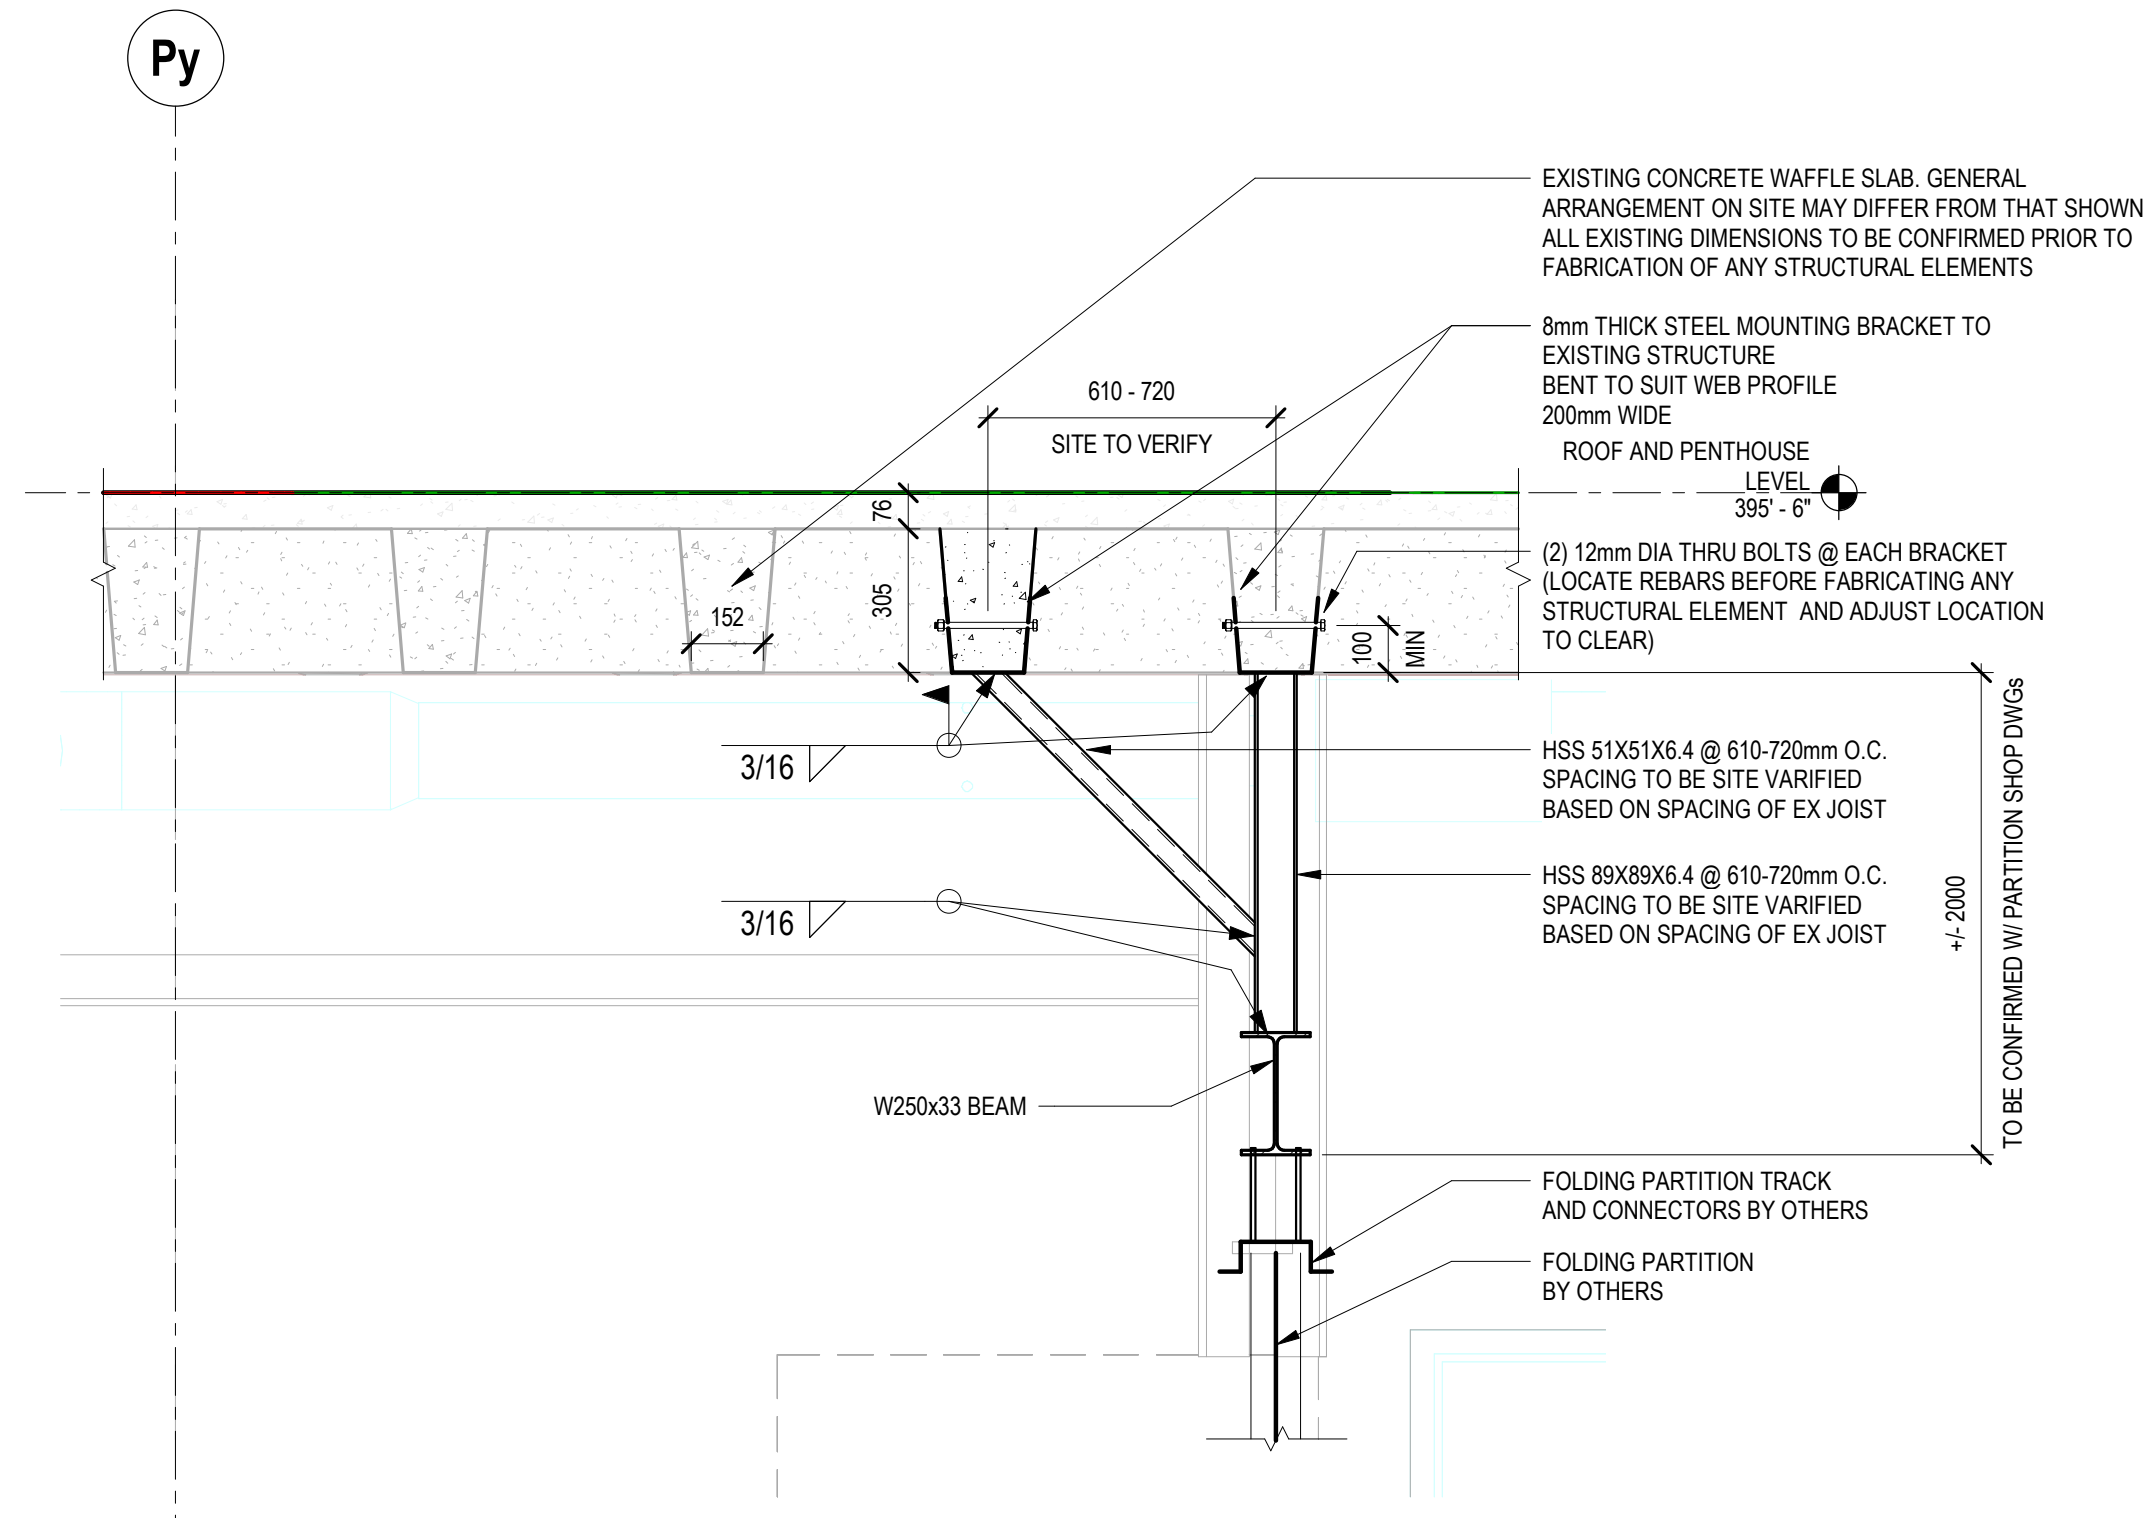 Py
EXISTING CONCRETE WAFFLE SLAB. GENERAL
ARRANGEMENT ON SITE MAY DIFFER FROM THAT SHOWN
ALL EXISTING DIMENSIONS TO BE CONFIRMED PRIOR TO
FABRICATION OF ANY STRUCTURAL ELEMENTS
8mm THICK STEEL MOUNTING BRACKET TO
EXISTING STRUCTURE
BENT TO SUIT WEB PROFILE
200mm WIDE
610 - 720
SITE TO VERIFY
ROOF AND PENTHOUSE
LEVEL
395' - 6"
76
305
152
100
MIN
(2) 12mm DIA THRU BOLTS @ EACH BRACKET
(LOCATE REBARS BEFORE FABRICATING ANY
STRUCTURAL ELEMENT AND ADJUST LOCATION
TO CLEAR)
3/16
HSS 51X51X6.4 @ 610-720mm O.C.
SPACING TO BE SITE VARIFIED
BASED ON SPACING OF EX JOIST
3/16
HSS 89X89X6.4 @ 610-720mm O.C.
SPACING TO BE SITE VARIFIED
BASED ON SPACING OF EX JOIST
+/- 2000
TO BE CONFIRMED W/ PARTITION SHOP DWGs
W250x33 BEAM
FOLDING PARTITION TRACK
AND CONNECTORS BY OTHERS
FOLDING PARTITION
BY OTHERS